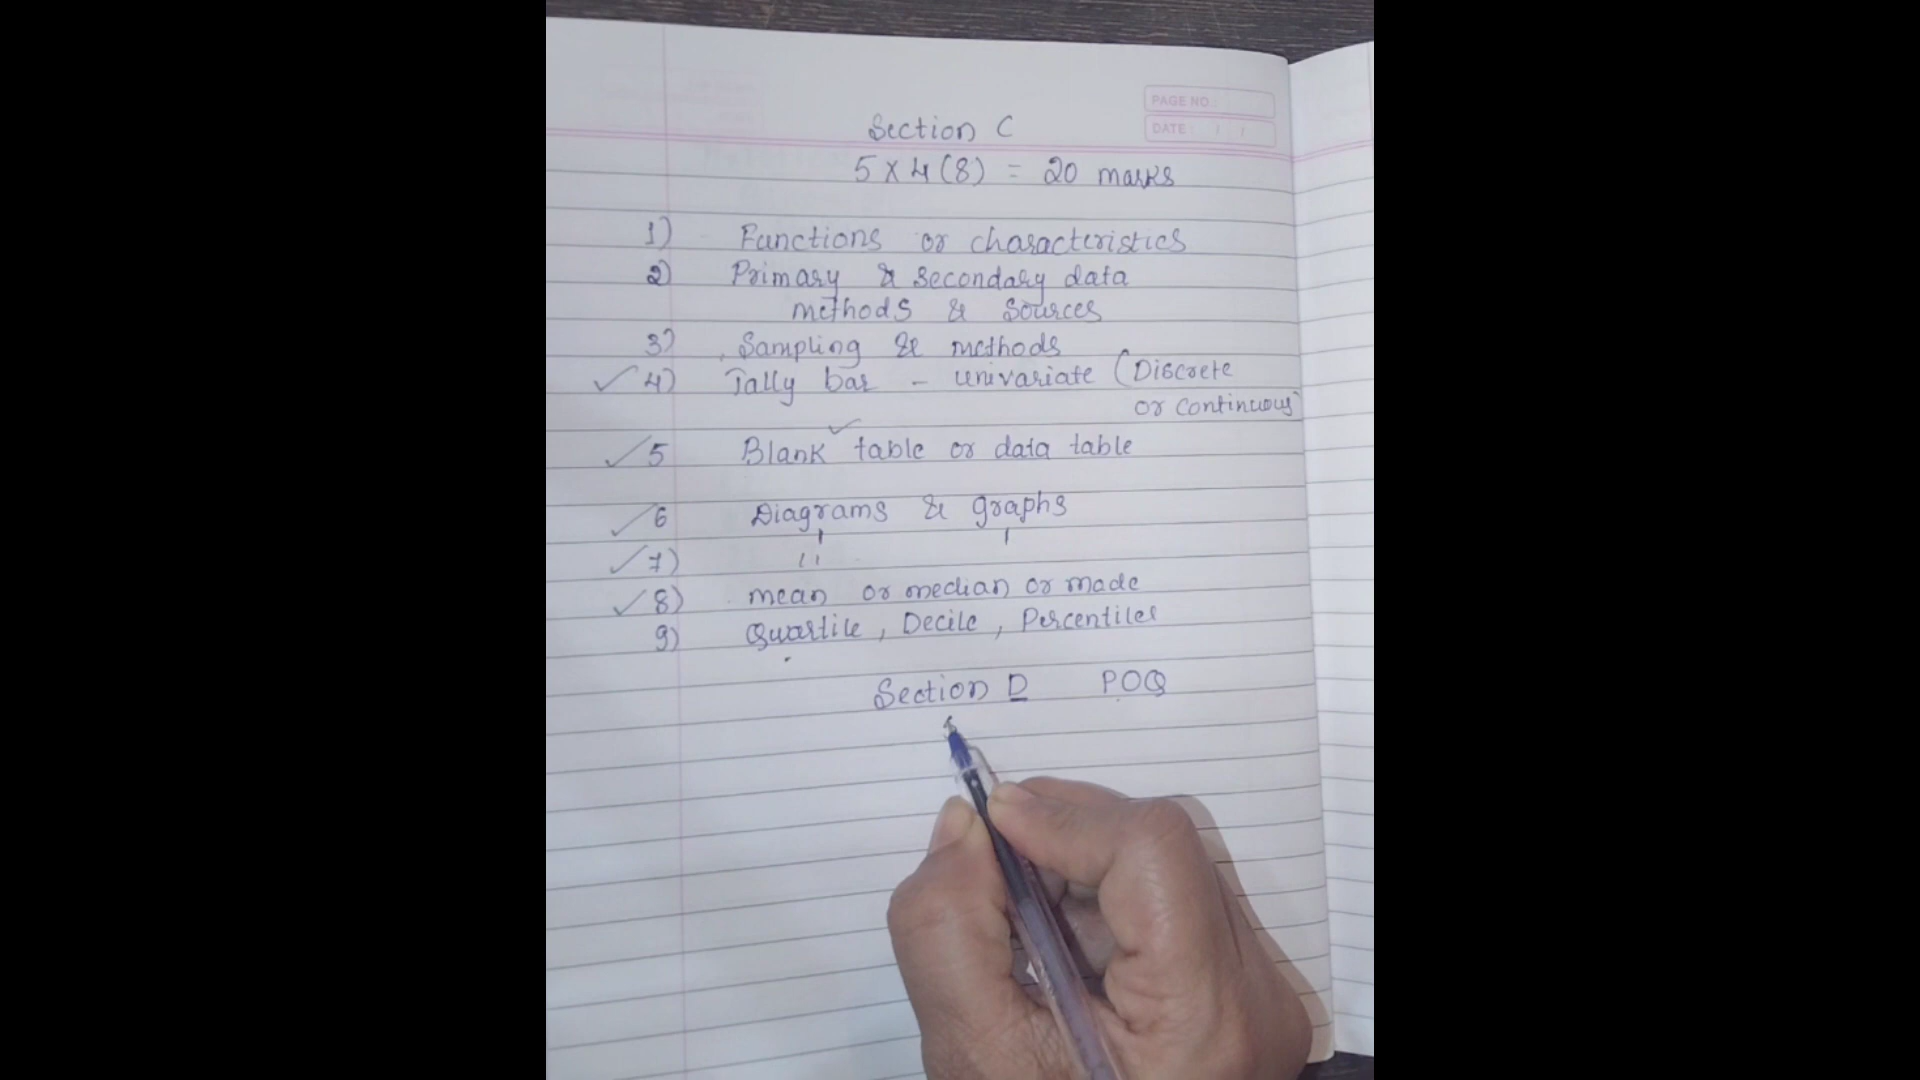 PAGE NO
DATE: / /
Section C
5 x 4 (8) = 20 marks
1) Functions or characteristics
2) Primary & secondary data
methods & Sources
3) Sampling & methods
✓ 4) Tally bar - univariate (Discrete
or continuous)
✓ 5 Blank table or data table
✓ 6 Diagrams & graphs
✓ 7) 11
✓ 8) mean or median or made
9) Quartile, Decile, Percentiles
Section D POQ